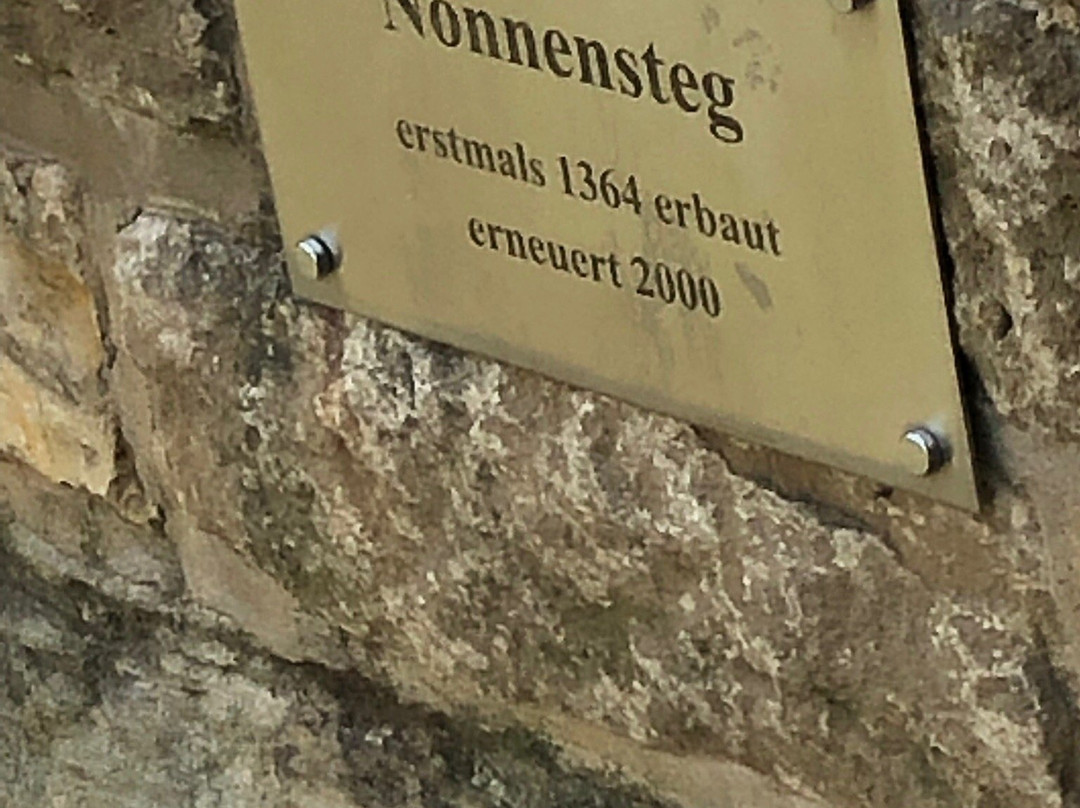 Nonnensteg
erstmals 1364 erbaut
erneuert 2000